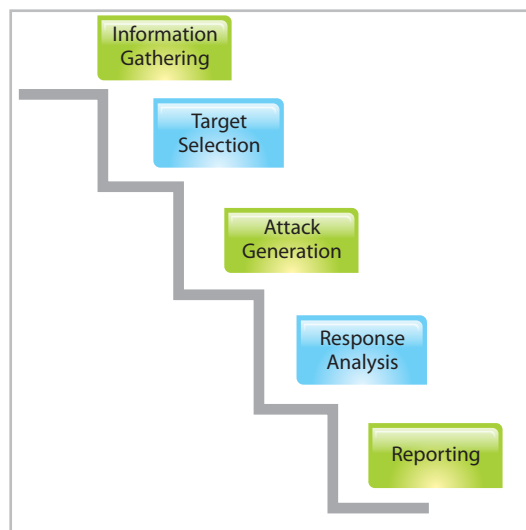 Information
Gathering
Target
Selection
Attack
Generation
Response
Analysis
Reporting